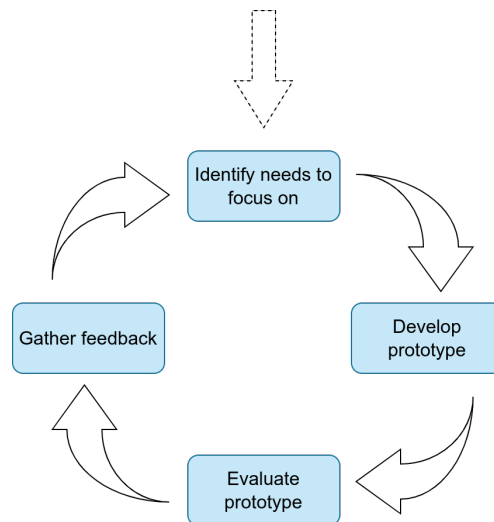 Identify needs to
focus on
Develop
prototype
Evaluate
prototype
Gather feedback